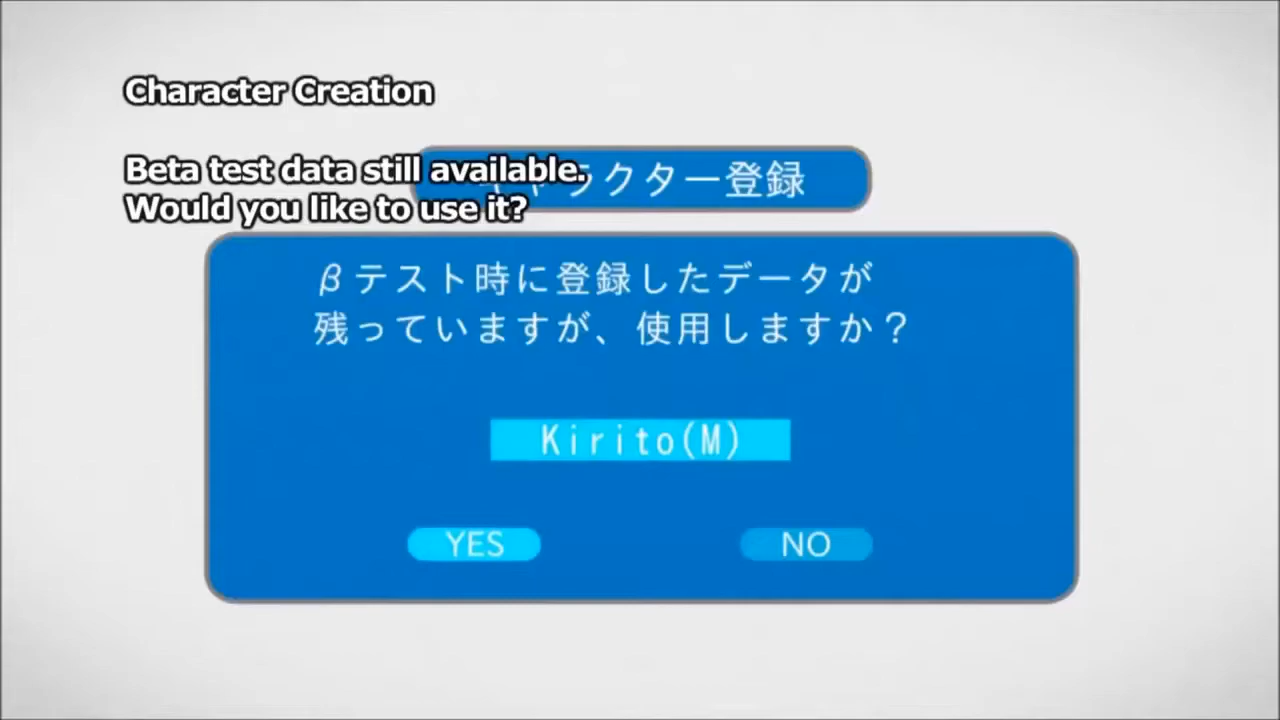 Character Creation
Beta test data still available.
Would you like to use it?
ラクター登録
βテスト時に登録したデータが
残っていますが、使用しますか？
Kirito(M)
YES
NO